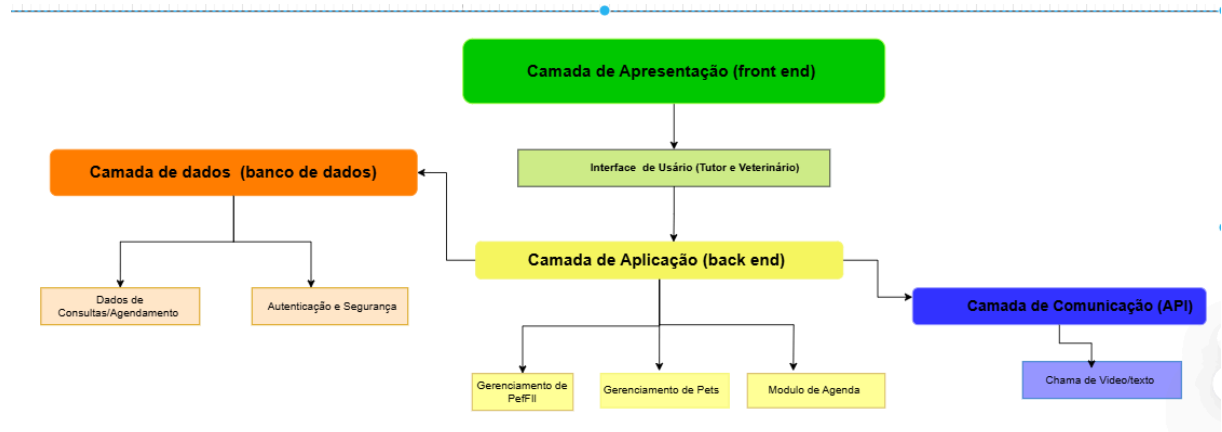 Camada de Apresentação (front end)
Interface de Usário (Tutor e Veterinário)
Camada de dados (banco de dados)
Camada de Aplicação (back end)
Dados de
Consultas/Agendamento
Autenticação e Segurança
Camada de Comunicação (API)
Gerenciamento de
PefFIl
Gerenciamento de Pets
Modulo de Agenda
Chama de Video/texto